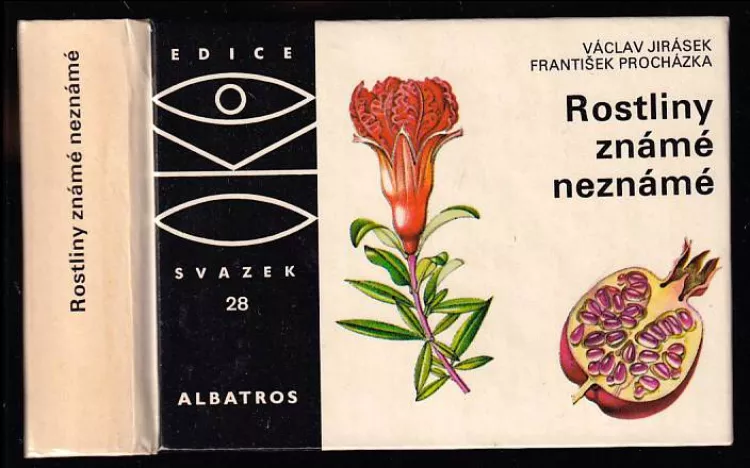 Rostliny známé neznámé
EDICE
SVAZEK
28
ALBATROS
VÁCLAV JIRÁSEK
FRANTIŠEK PROCHÁZKA
Rostliny
známé
neznámé